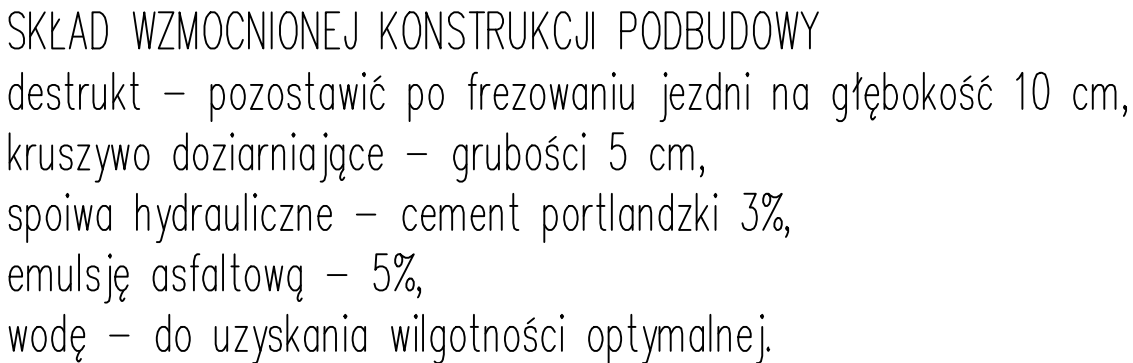 SKŁAD WZMOCNIONEJ KONSTRUKCJI PODBUDOWY
destrukt – pozostawić po frezowaniu jezdni na głębokość 10 cm,
kruszywo doziarniające – grubości 5 cm,
spoiwa hydrauliczne – cement portlandzki 3%,
emulsję asfaltową – 5%,
wodę – do uzyskania wilgotności optymalnej.